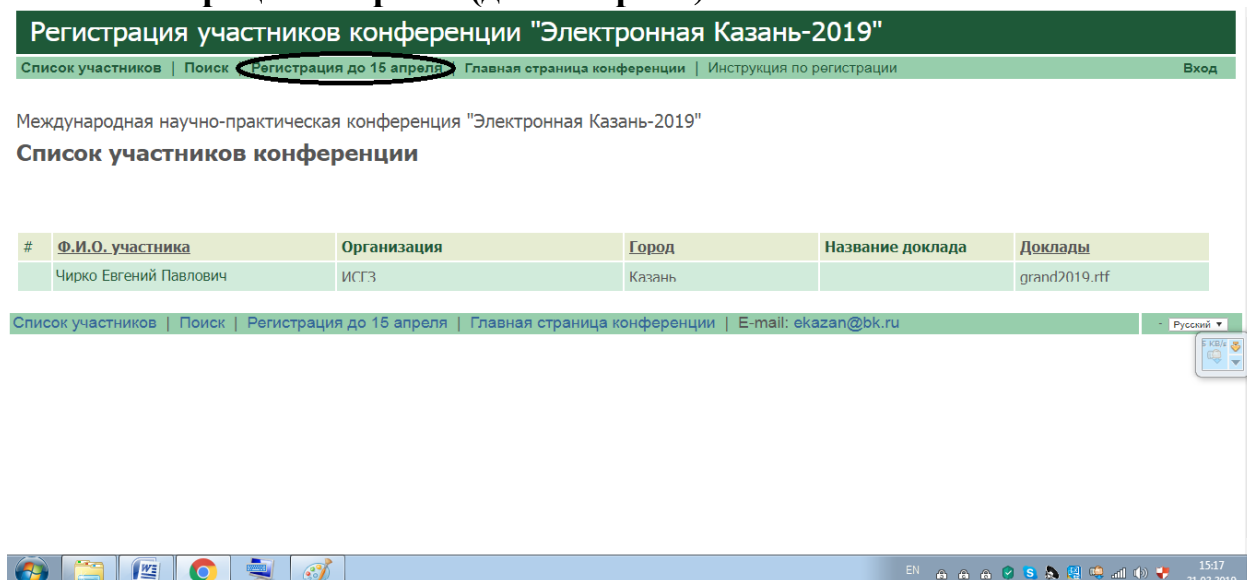 Регистрация участников конференции "Электронная Казань-2019"
Список участников | Поиск | Регистрация до 15 апреля | Главная страница конференции | Инструкция по регистрации Вход
Международная научно-практическая конференция "Электронная Казань-2019"
Список участников конференции
# Ф.И.О. участника Организация Город Название доклада Доклады
Чирко Евгений Павлович ИСГЗ Казань grand2019.rtf
Список участников | Поиск | Регистрация до 15 апреля | Главная страница конференции | E-mail: ekazan@bk.ru - Русский
KB/s
EN 15:17